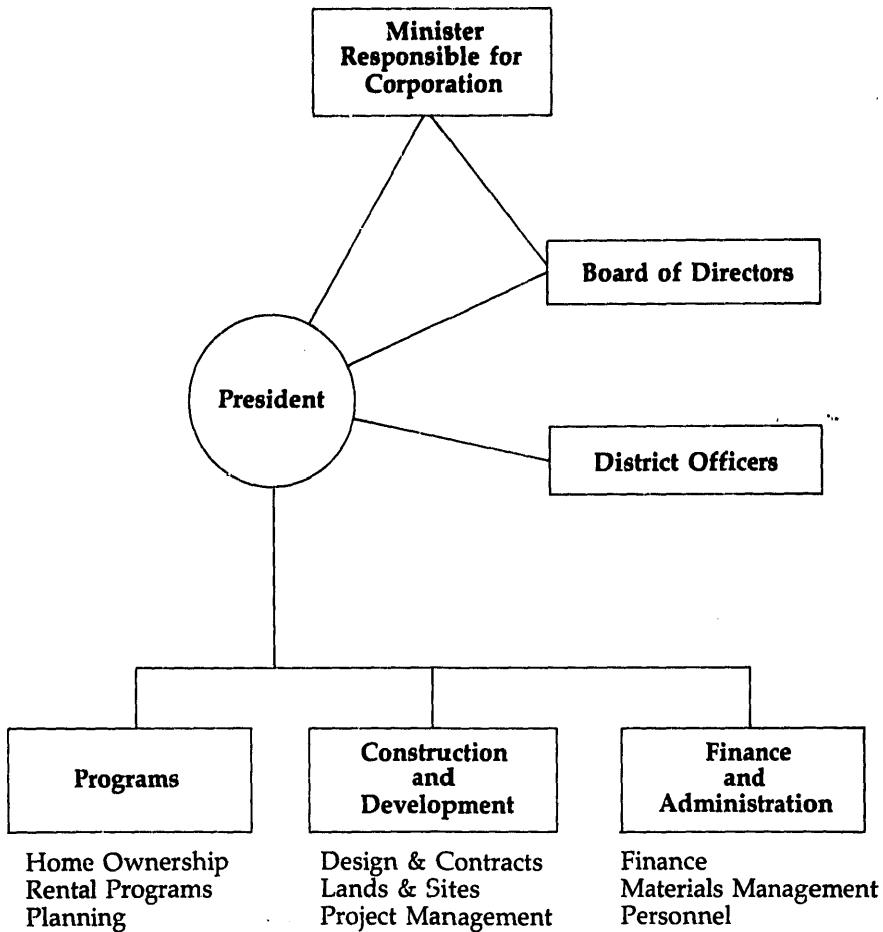 Minister
Responsible for
Corporation
Board of Directors
President
District Officers
Programs
Home Ownership
Rental Programs
Planning
Construction
and
Development
Design & Contracts
Lands & Sites
Project Management
Finance
and
Administration
Finance
Materials Management
Personnel